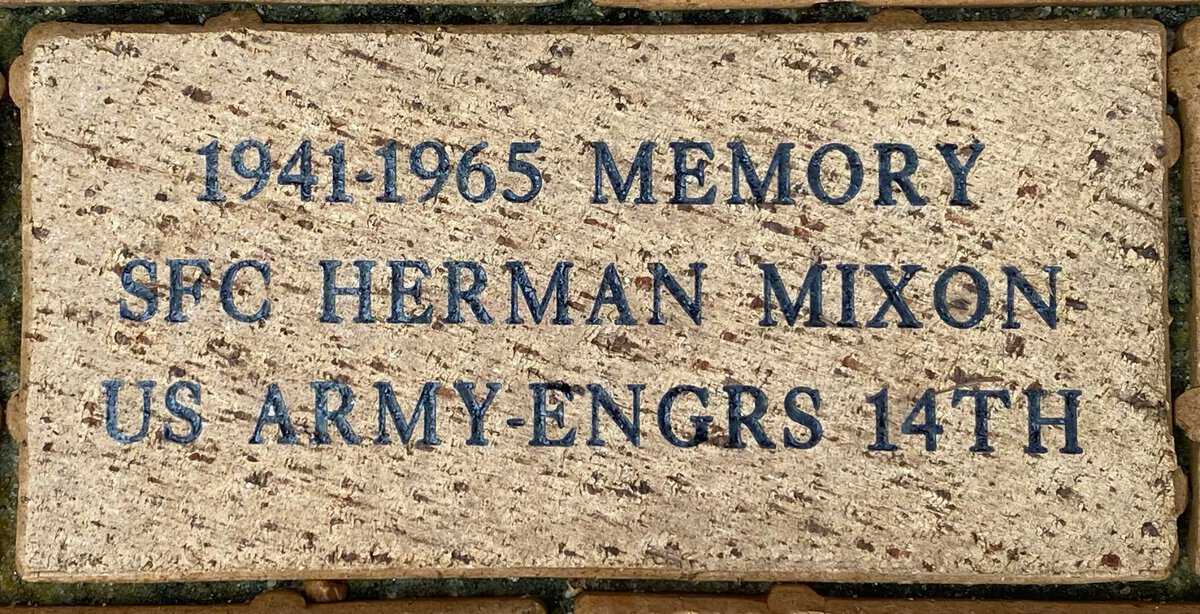 1941-1965 MEMORY
SFC HERMAN MIXON
US ARMY-ENGRS 14TH